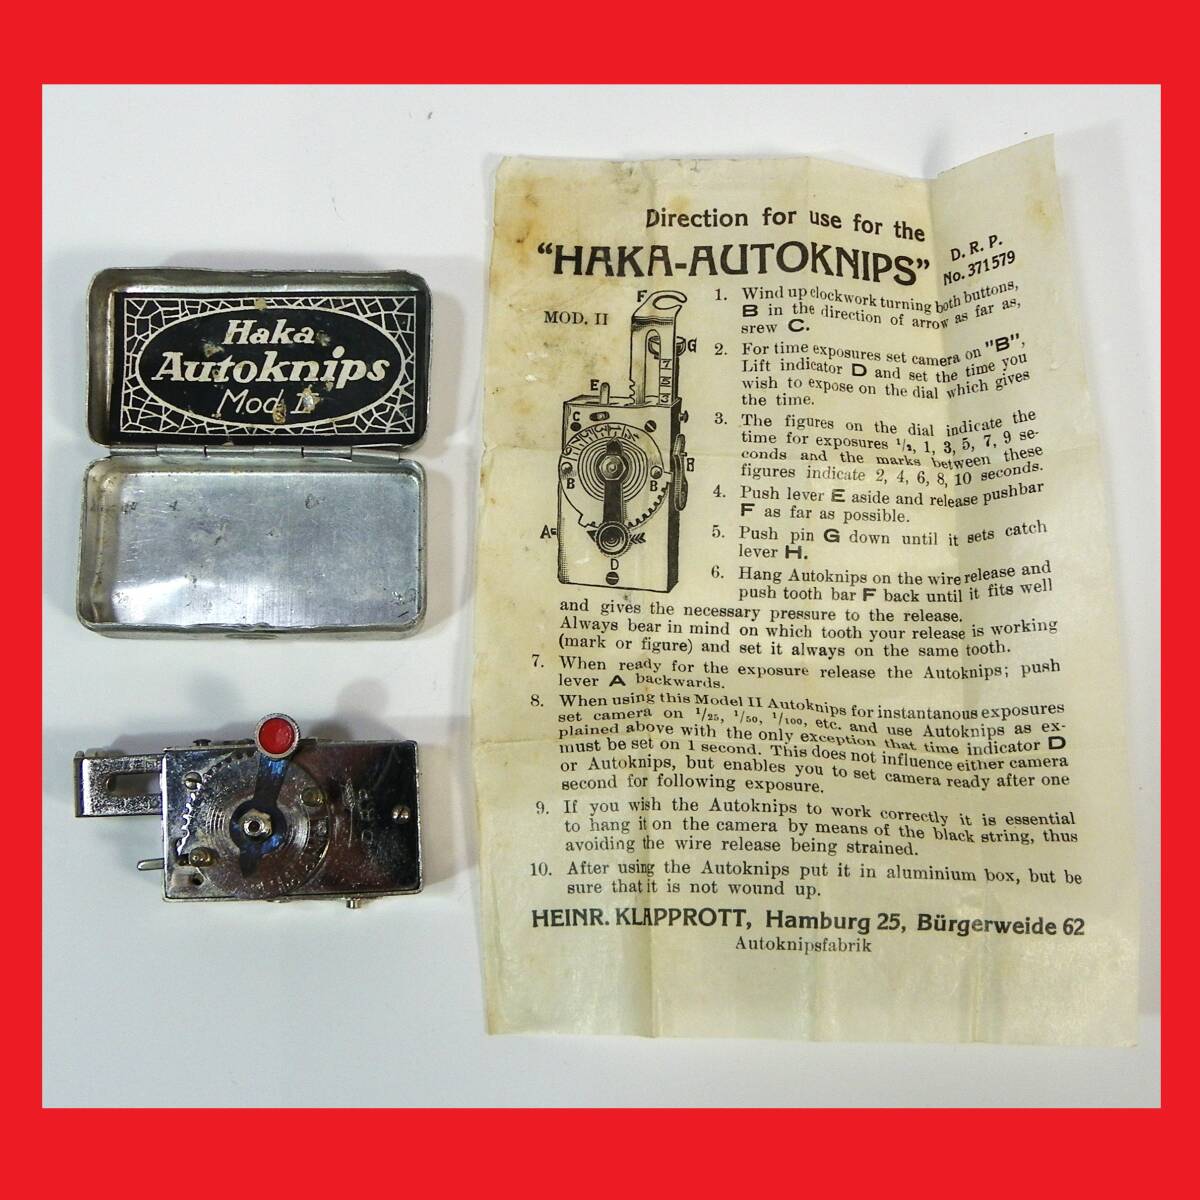 Haka
Autoknips
Mod II
Direction for use for the
"HAKA-AUTOKNIPS"
D. R. P.
No. 371579
MOD. II
F
G
E
C
B
B
B
A
D
1. Wind up clockwork turning both buttons,
B in the direction of arrow as far as,
srew C.
2. For time exposures set camera on "B",
Lift indicator D and set the time you
wish to expose on the dial which gives
the time.
3. The figures on the dial indicate the
time for exposures 1/2, 1, 3, 5, 7, 9 se-
conds and the marks between these
figures indicate 2, 4, 6, 8, 10 seconds.
4. Push lever E aside and release pushbar
F as far as possible.
5. Push pin G down until it sets catch
lever H.
6. Hang Autoknips on the wire release and
push tooth bar F back until it fits well
and gives the necessary pressure to the release.
Always bear in mind on which tooth your release is working
(mark or figure) and set it always on the same tooth.
7. When ready for the exposure release the Autoknips; push
lever A backwards.
8. When using this Model II Autoknips for instantanous exposures
set camera on 1/25, 1/50, 1/100, etc. and use Autoknips as ex-
plained above with the only exception that time indicator D
must be set on 1 second. This does not influence either camera
or Autoknips, but enables you to set camera ready after one
second for following exposure.
9. If you wish the Autoknips to work correctly it is essential
to hang it on the camera by means of the black string, thus
avoiding the wire release being strained.
10. After using the Autoknips put it in aluminium box, but be
sure that it is not wound up.
HEINR. KLAPPROTT, Hamburg 25, Bürgerweide 62
Autoknipsfabrik
D.R.P.